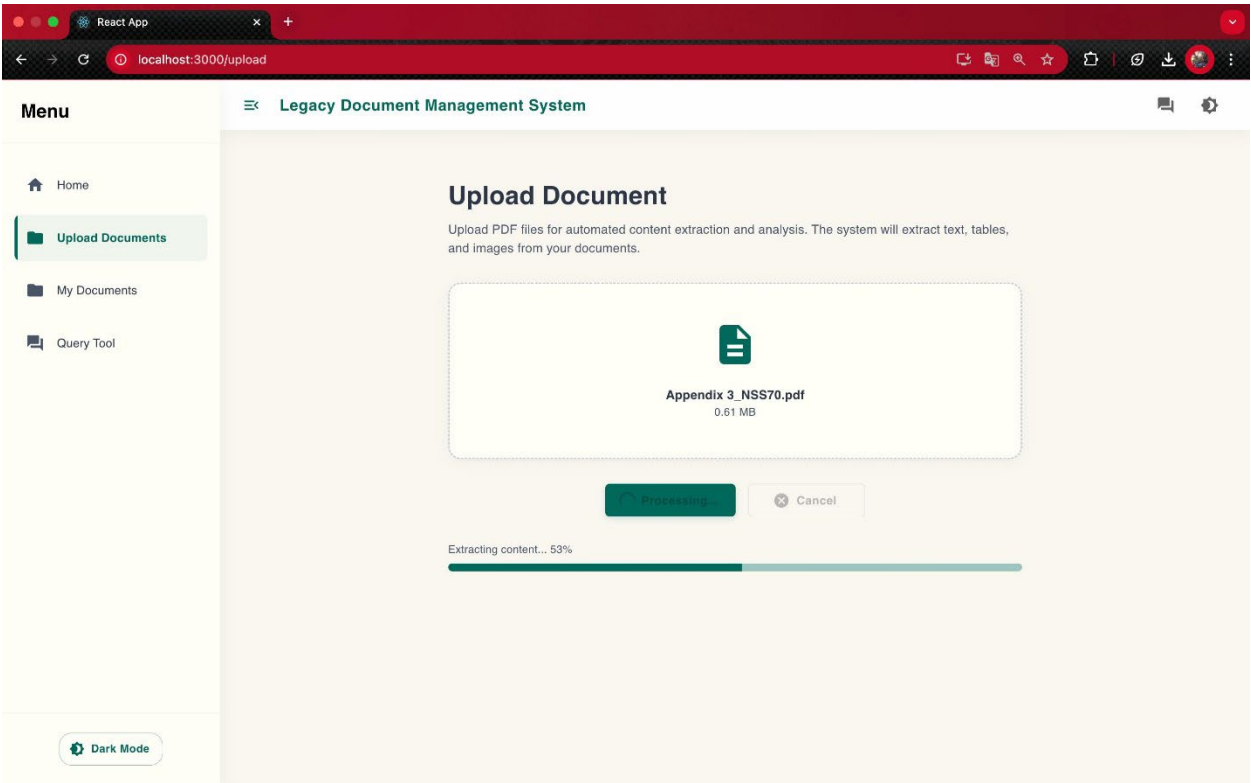 React App
localhost:3000/upload
Menu
Legacy Document Management System
Home
Upload Documents
My Documents
Query Tool
Upload Document
Upload PDF files for automated content extraction and analysis. The system will extract text, tables,
and images from your documents.
Appendix 3_NSS70.pdf
0.61 MB
Processing...
Cancel
Extracting content... 53%
Dark Mode